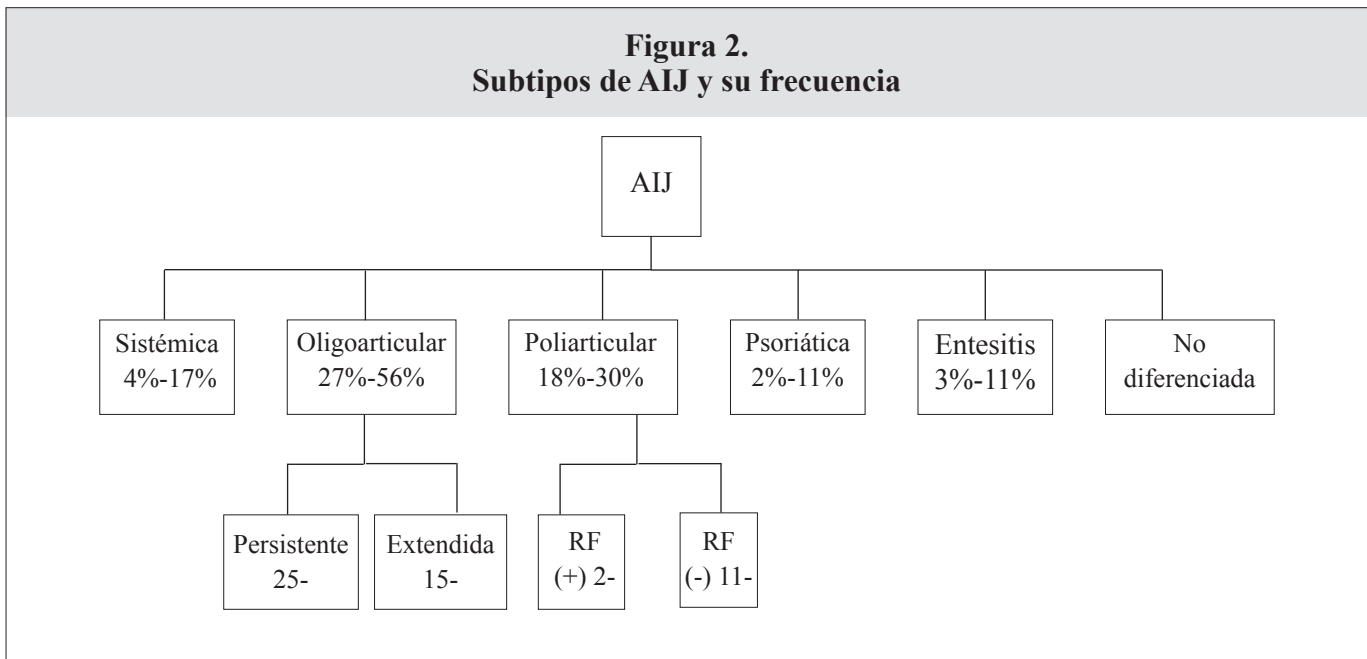 Figura 2.
Subtipos de AIJ y su frecuencia
AIJ
Sistémica
4%-17%
Oligoarticular
27%-56%
Poliarticular
18%-30%
Psoriática
2%-11%
Entesitis
3%-11%
No
diferenciada
Persistente
25-
Extendida
15-
RF
(+) 2-
RF
(-) 11-